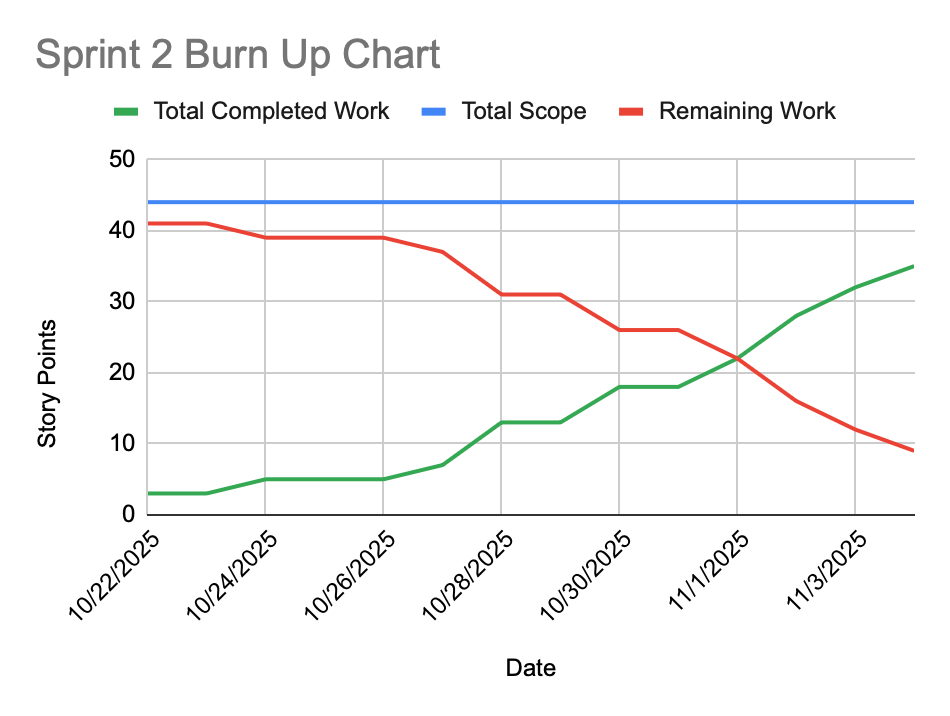 Sprint 2 Burn Up Chart
Total Completed Work Total Scope Remaining Work
50
40
30
20
10
0
Story Points
10/22/2025 10/24/2025 10/26/2025 10/28/2025 10/30/2025 11/1/2025 11/3/2025
Date